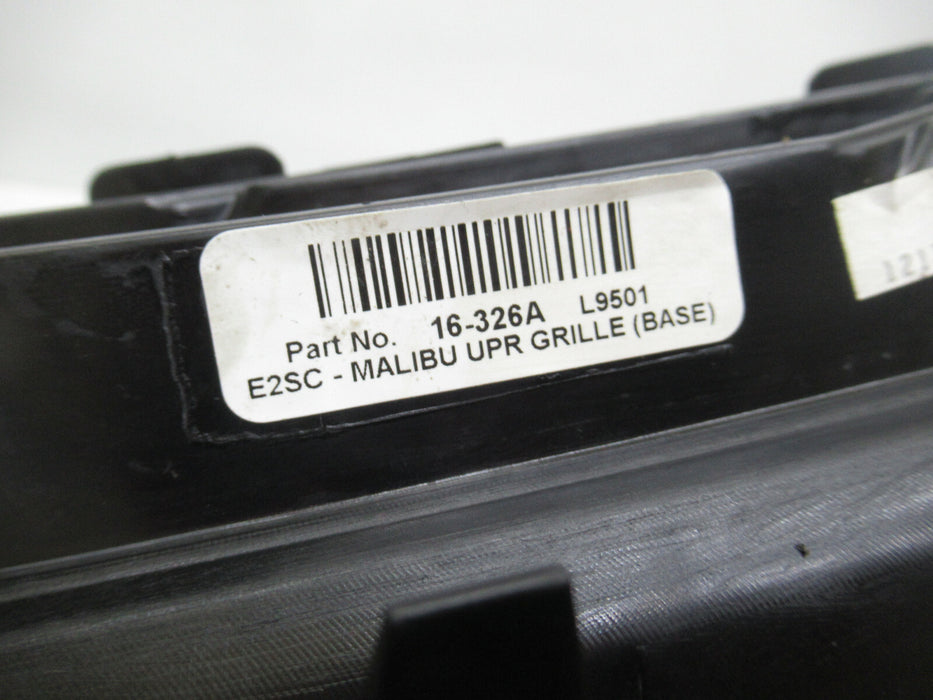 Part No. 16-326A L9501
E2SC - MALIBU UPR GRILLE (BASE)